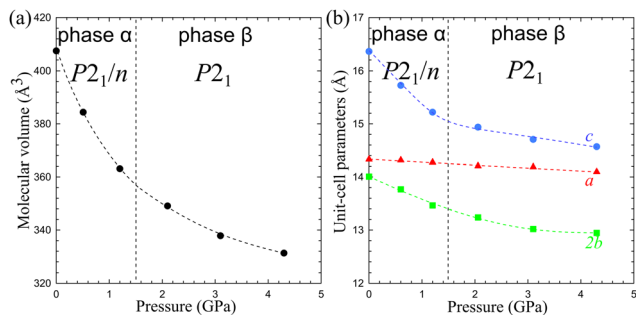 (a)
phase α
phase β
P2₁/n
P2₁
Molecular volume (Å³)
420
400
380
360
340
320
0
1
2
3
4
5
Pressure (GPa)
(b)
phase α
phase β
P2₁/n
P2₁
Unit-cell parameters (Å)
17
16
15
14
13
12
c
a
2b
0
1
2
3
4
5
Pressure (GPa)